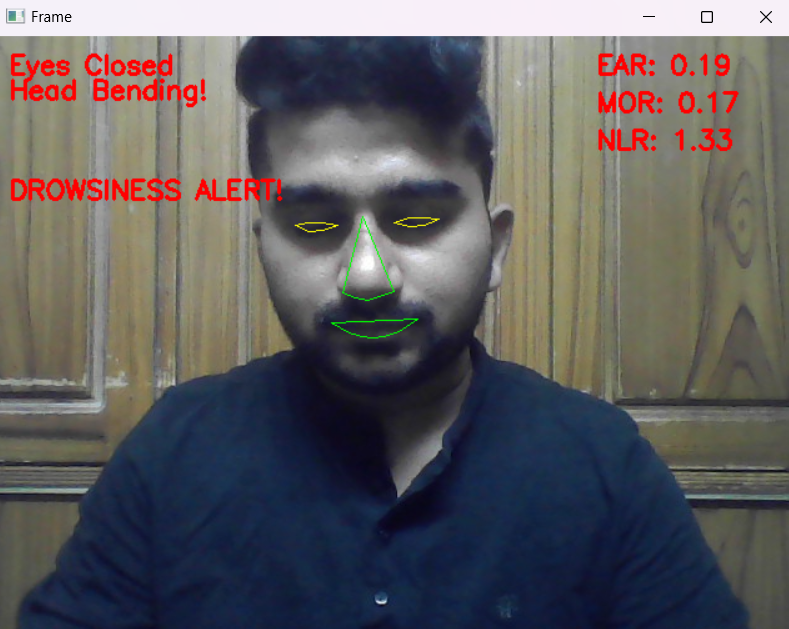 Frame
Eyes Closed
Head Bending!
DROWSINESS ALERT!
EAR: 0.19
MOR: 0.17
NLR: 1.33